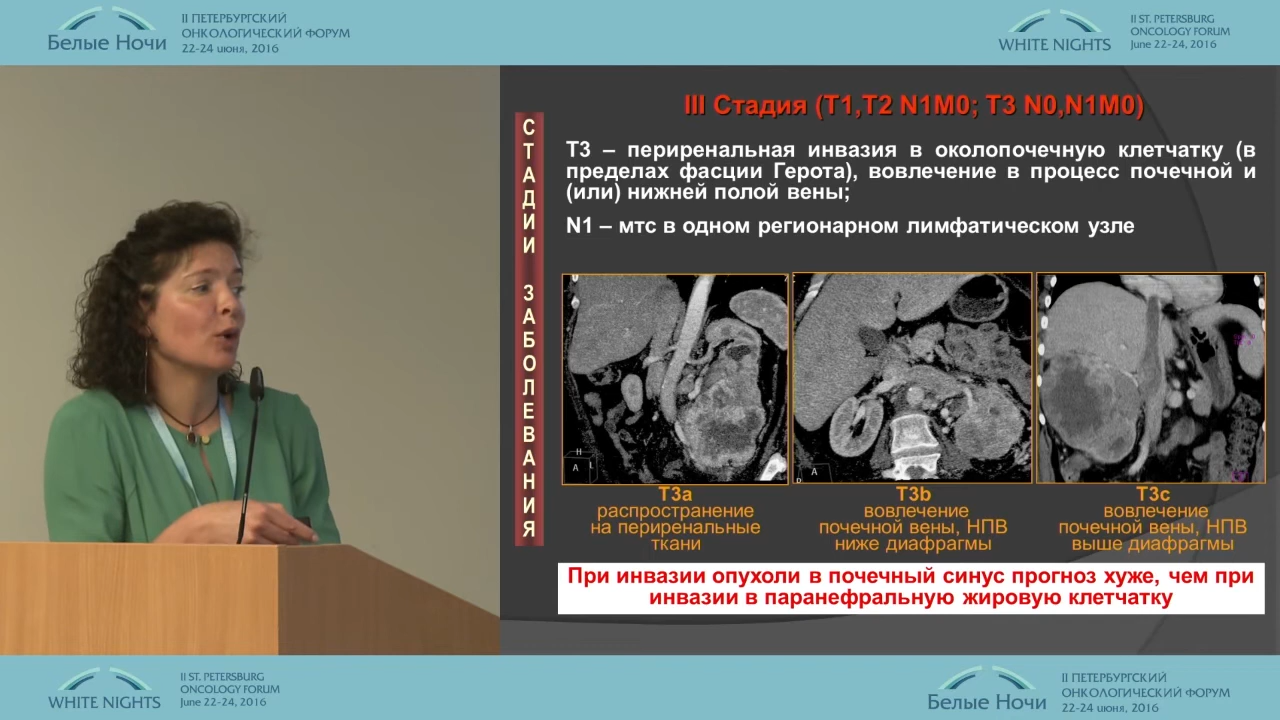 Белые Ночи
II ПЕТЕРБУРГСКИЙ
ОНКОЛОГИЧЕСКИЙ ФОРУМ
22-24 июня, 2016
WHITE NIGHTS
II ST. PETERSBURG
ONCOLOGY FORUM
June 22-24, 2016
СТАДИИ ЗАБОЛЕВАНИЯ
III Стадия (T1,T2 N1M0; T3 N0,N1M0)
T3 – периренальная инвазия в околопочечную клетчатку (в
пределах фасции Герота), вовлечение в процесс почечной и
(или) нижней полой вены;
N1 – мтс в одном регионарном лимфатическом узле
H
A
L
A
T3a
распространение
на периренальные
ткани
T3b
вовлечение
почечной вены, НПВ
ниже диафрагмы
T3c
вовлечение
почечной вены, НПВ
выше диафрагмы
При инвазии опухоли в почечный синус прогноз хуже, чем при
инвазии в паранефральную жировую клетчатку
WHITE NIGHTS
II ST. PETERSBURG
ONCOLOGY FORUM
June 22-24, 2016
Белые Ночи
II ПЕТЕРБУРГСКИЙ
ОНКОЛОГИЧЕСКИЙ ФОРУМ
22-24 июня, 2016